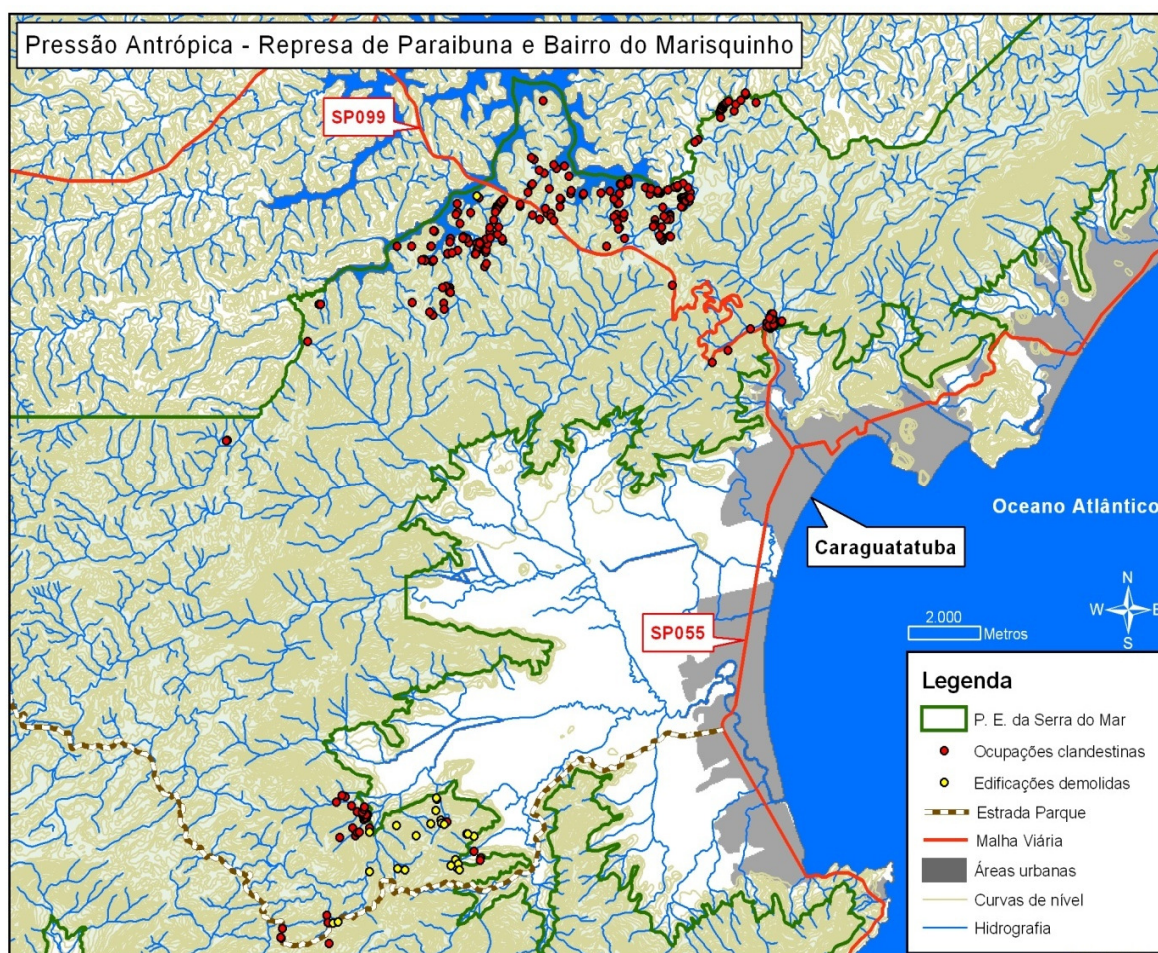 Pressão Antrópica - Represa de Paraibuna e Bairro do Marisquinho
SP099
Oceano Atlântico
Caraguatatuba
N
W E
S
SP055
2.000
Metros
Legenda
P. E. da Serra do Mar
Ocupações clandestinas
Edificações demolidas
Estrada Parque
Malha Viária
Áreas urbanas
Curvas de nível
Hidrografia